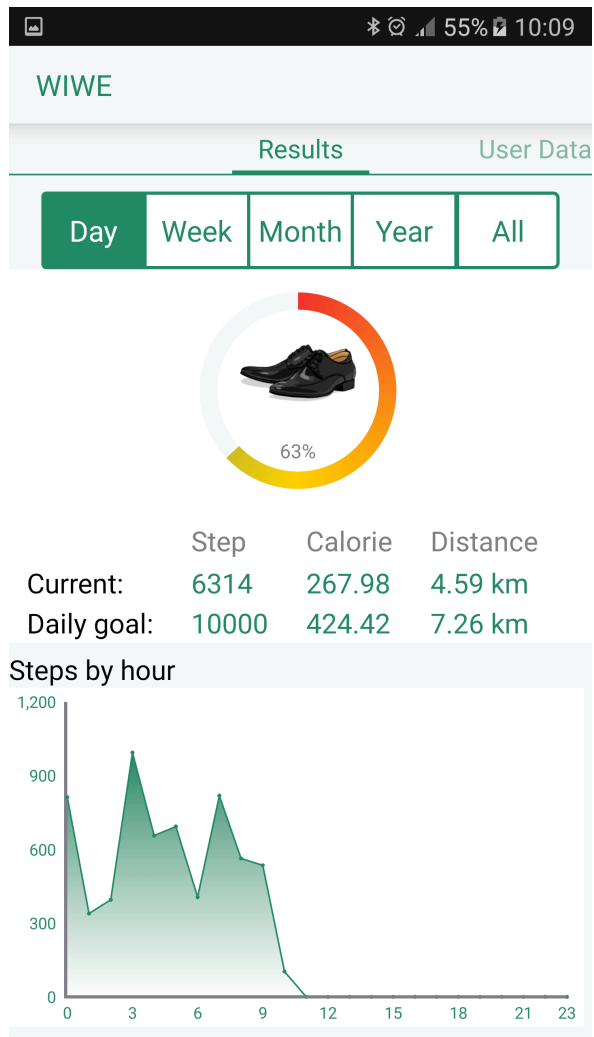 55% 10:09
WIWE
Results User Data
Day Week Month Year All
63%
Step Calorie Distance
Current: 6314 267.98 4.59 km
Daily goal: 10000 424.42 7.26 km
Steps by hour
1,200
900
600
300
0
0 3 6 9 12 15 18 21 23